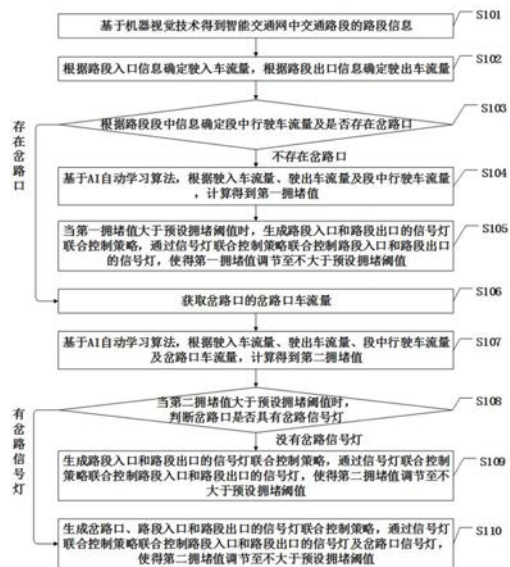 基于机器视觉技术得到智能交通网中交通路段的路段信息
S101
根据路段入口信息确定驶入车流量，根据路段出口信息确定驶出车流量
S102
根据路段段中信息确定段中行驶车流量及是否存在岔路口
S103
存在岔路口
不存在岔路口
基于AI自动学习算法，根据驶入车流量、驶出车流量及段中行驶车流量
，计算得到第一拥堵值
S104
当第一拥堵值大于预设拥堵阈值时，生成路段入口和路段出口的信号灯
联合控制策略，通过信号灯联合控制策略联合控制路段入口和路段出口
的信号灯，使得第一拥堵值调节至不大于预设拥堵阈值
S105
获取岔路口的岔路口车流量
S106
基于AI自动学习算法，根据驶入车流量、驶出车流量、段中行驶车流量
及岔路口车流量，计算得到第二拥堵值
S107
当第二拥堵值大于预设拥堵阈值时，
判断岔路口是否具有岔路信号灯
S108
有岔路信号灯
没有岔路信号灯
生成路段入口和路段出口的信号灯联合控制策略，通过信号灯联合控制
策略联合控制路段入口和路段出口的信号灯，使得第二拥堵值调节至不
大于预设拥堵阈值
S109
生成岔路口、路段入口和路段出口的信号灯联合控制策略，通过信号灯
联合控制策略联合控制路段入口和路段出口的信号灯及岔路口信号灯，
使得第二拥堵值调节至不大于预设拥堵阈值
S110